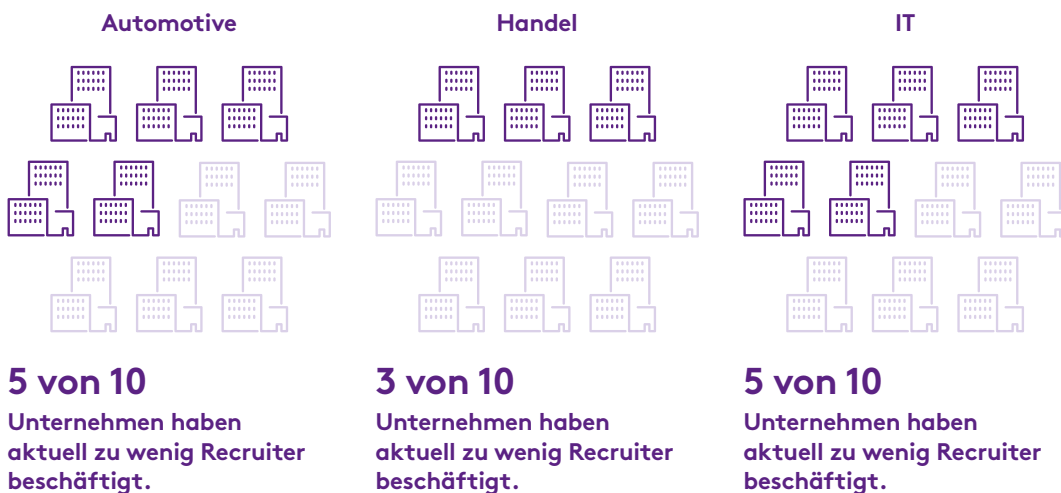 Automotive
Handel
IT
5 von 10
Unternehmen haben
aktuell zu wenig Recruiter
beschäftigt.
3 von 10
Unternehmen haben
aktuell zu wenig Recruiter
beschäftigt.
5 von 10
Unternehmen haben
aktuell zu wenig Recruiter
beschäftigt.